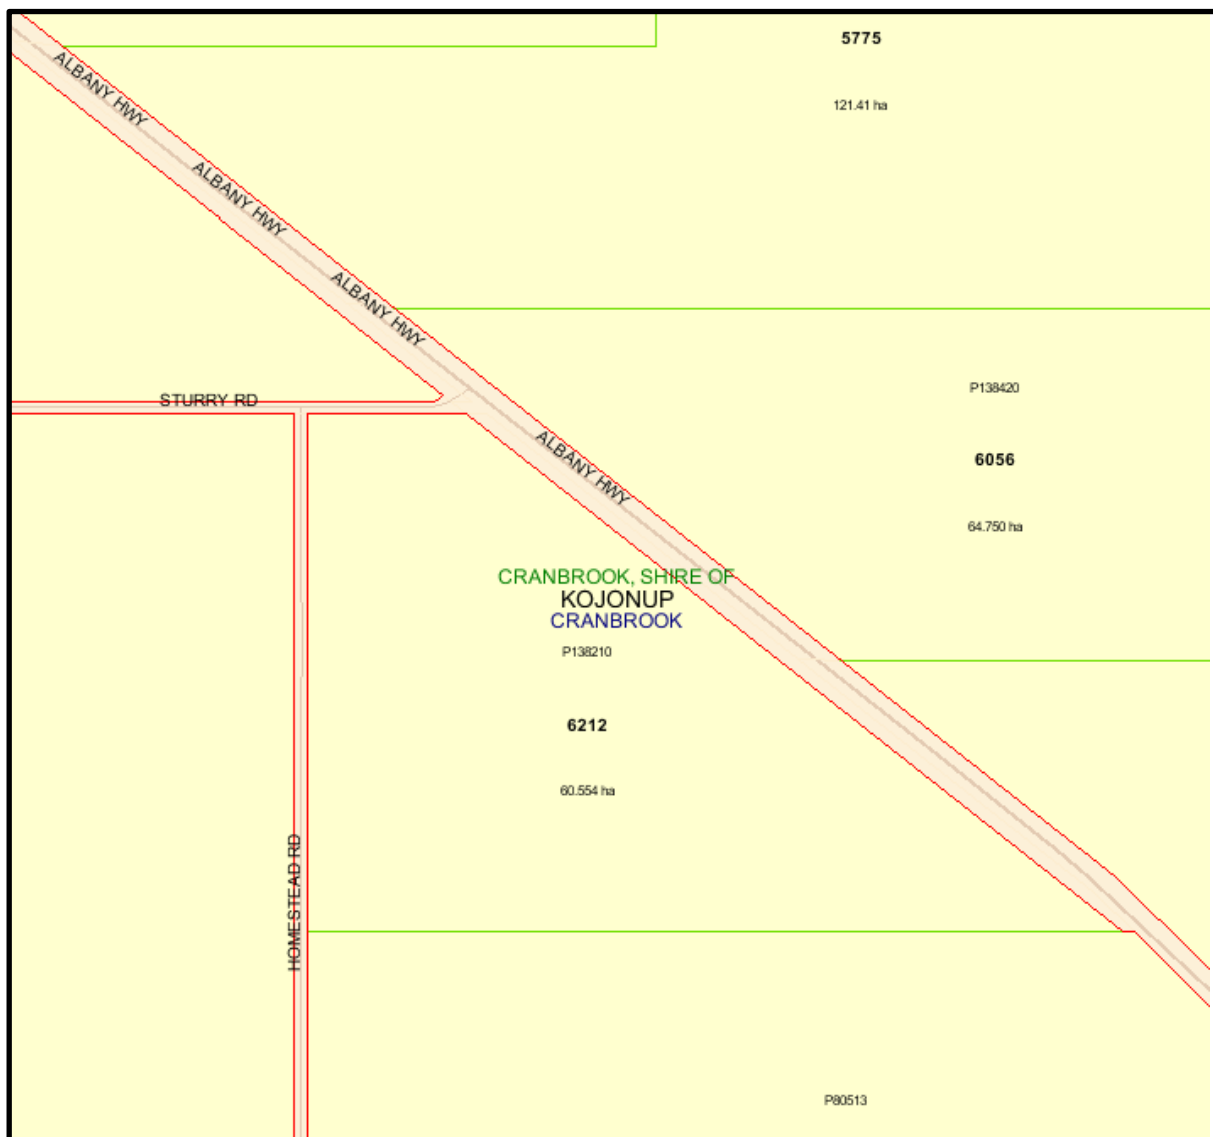 5775
ALBANY HWY
121.41 ha
ALBANY HWY
ALBANY HWY
P138420
STURRY RD
ALBANY HWY
6056
64.750 ha
CRANBROOK, SHIRE OF
KOJONUP
CRANBROOK
P138210
6212
60.554 ha
HOMESTEAD RD
P80513